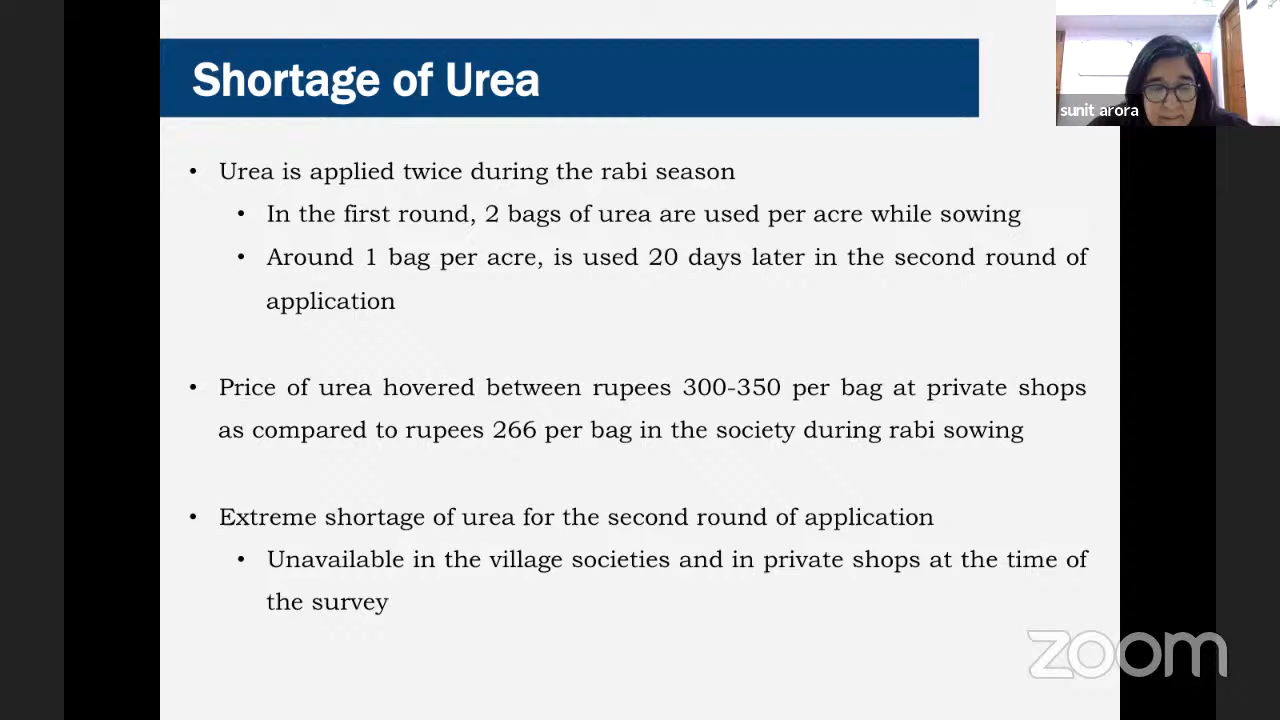 Shortage of Urea
sunit arora
• Urea is applied twice during the rabi season
• In the first round, 2 bags of urea are used per acre while sowing
• Around 1 bag per acre, is used 20 days later in the second round of
application
• Price of urea hovered between rupees 300-350 per bag at private shops
as compared to rupees 266 per bag in the society during rabi sowing
• Extreme shortage of urea for the second round of application
• Unavailable in the village societies and in private shops at the time of
the survey
zoom